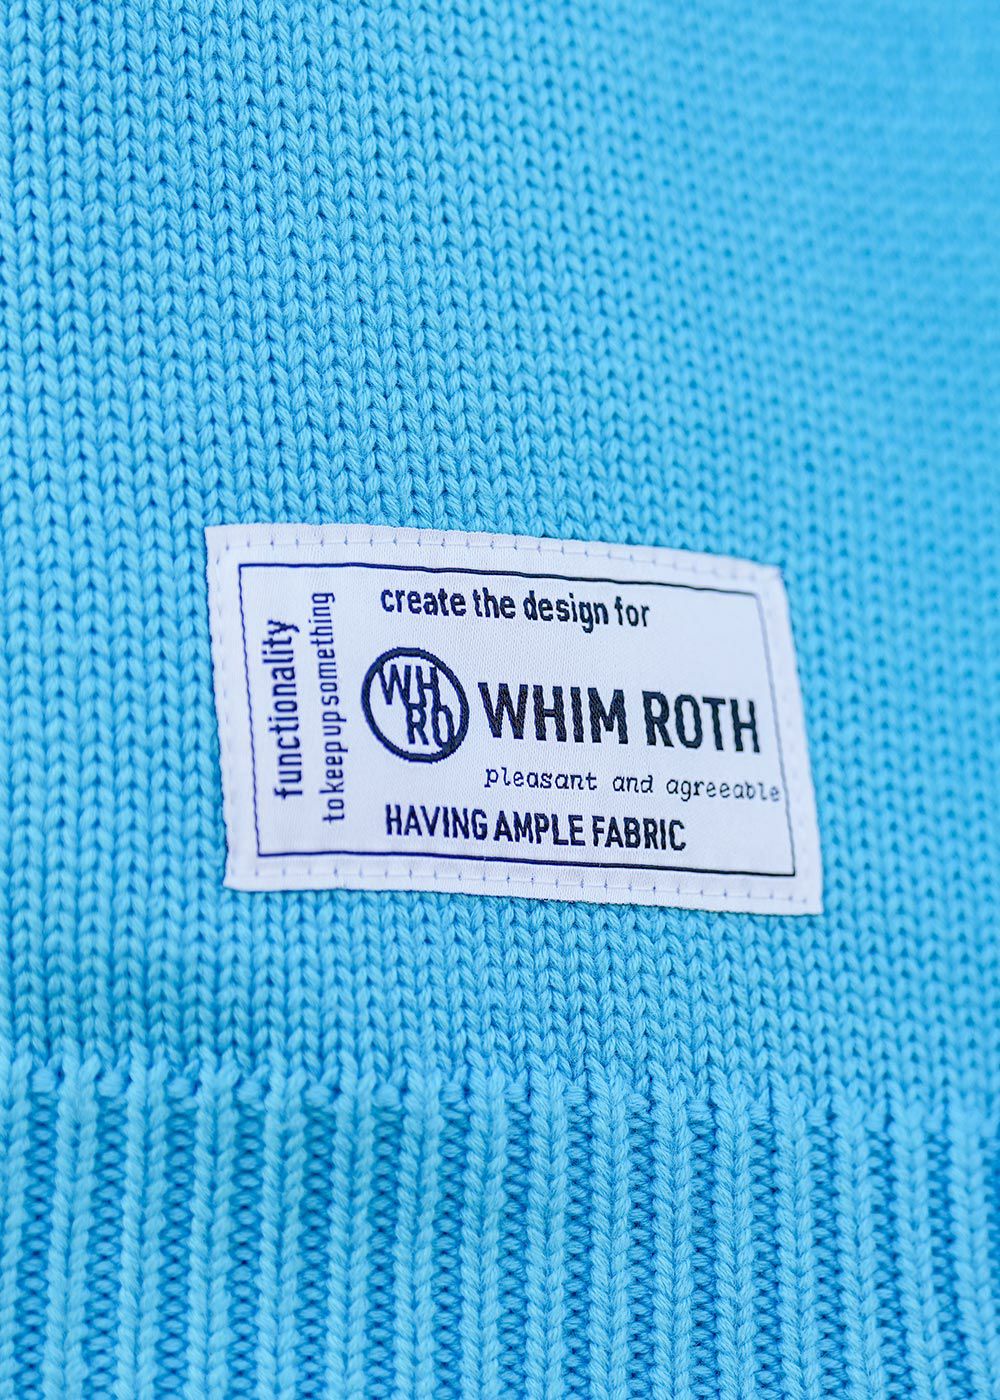 functionality
to keep up something
create the design for
WH
RO
WHIM ROTH
pleasant and agreeable
HAVING AMPLE FABRIC